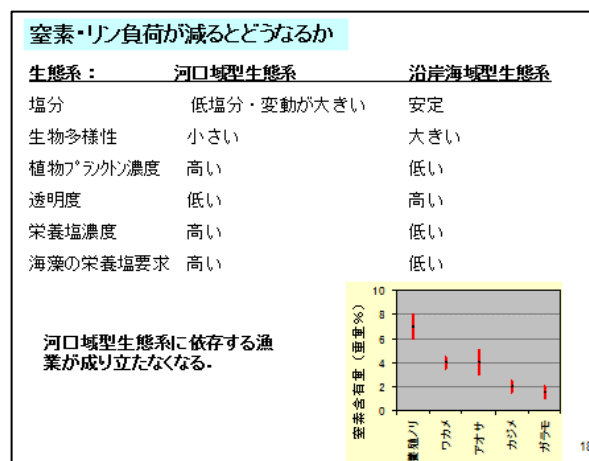 窒素・リン負荷が減るとどうなるか
生態系： 河口域型生態系 沿岸海域型生態系
塩分 低塩分・変動が大きい 安定
生物多様性 小さい 大きい
植物ﾌﾟﾗﾝｸﾄﾝ濃度 高い 低い
透明度 低い 高い
栄養塩濃度 高い 低い
海藻の栄養塩要求 高い 低い
河口域型生態系に依存する漁
業が成り立たなくなる.
窒素含有量（重量%）
10
8
6
4
2
0
養殖ノリ
ワカメ
アオサ
カジメ
ガラモ
18